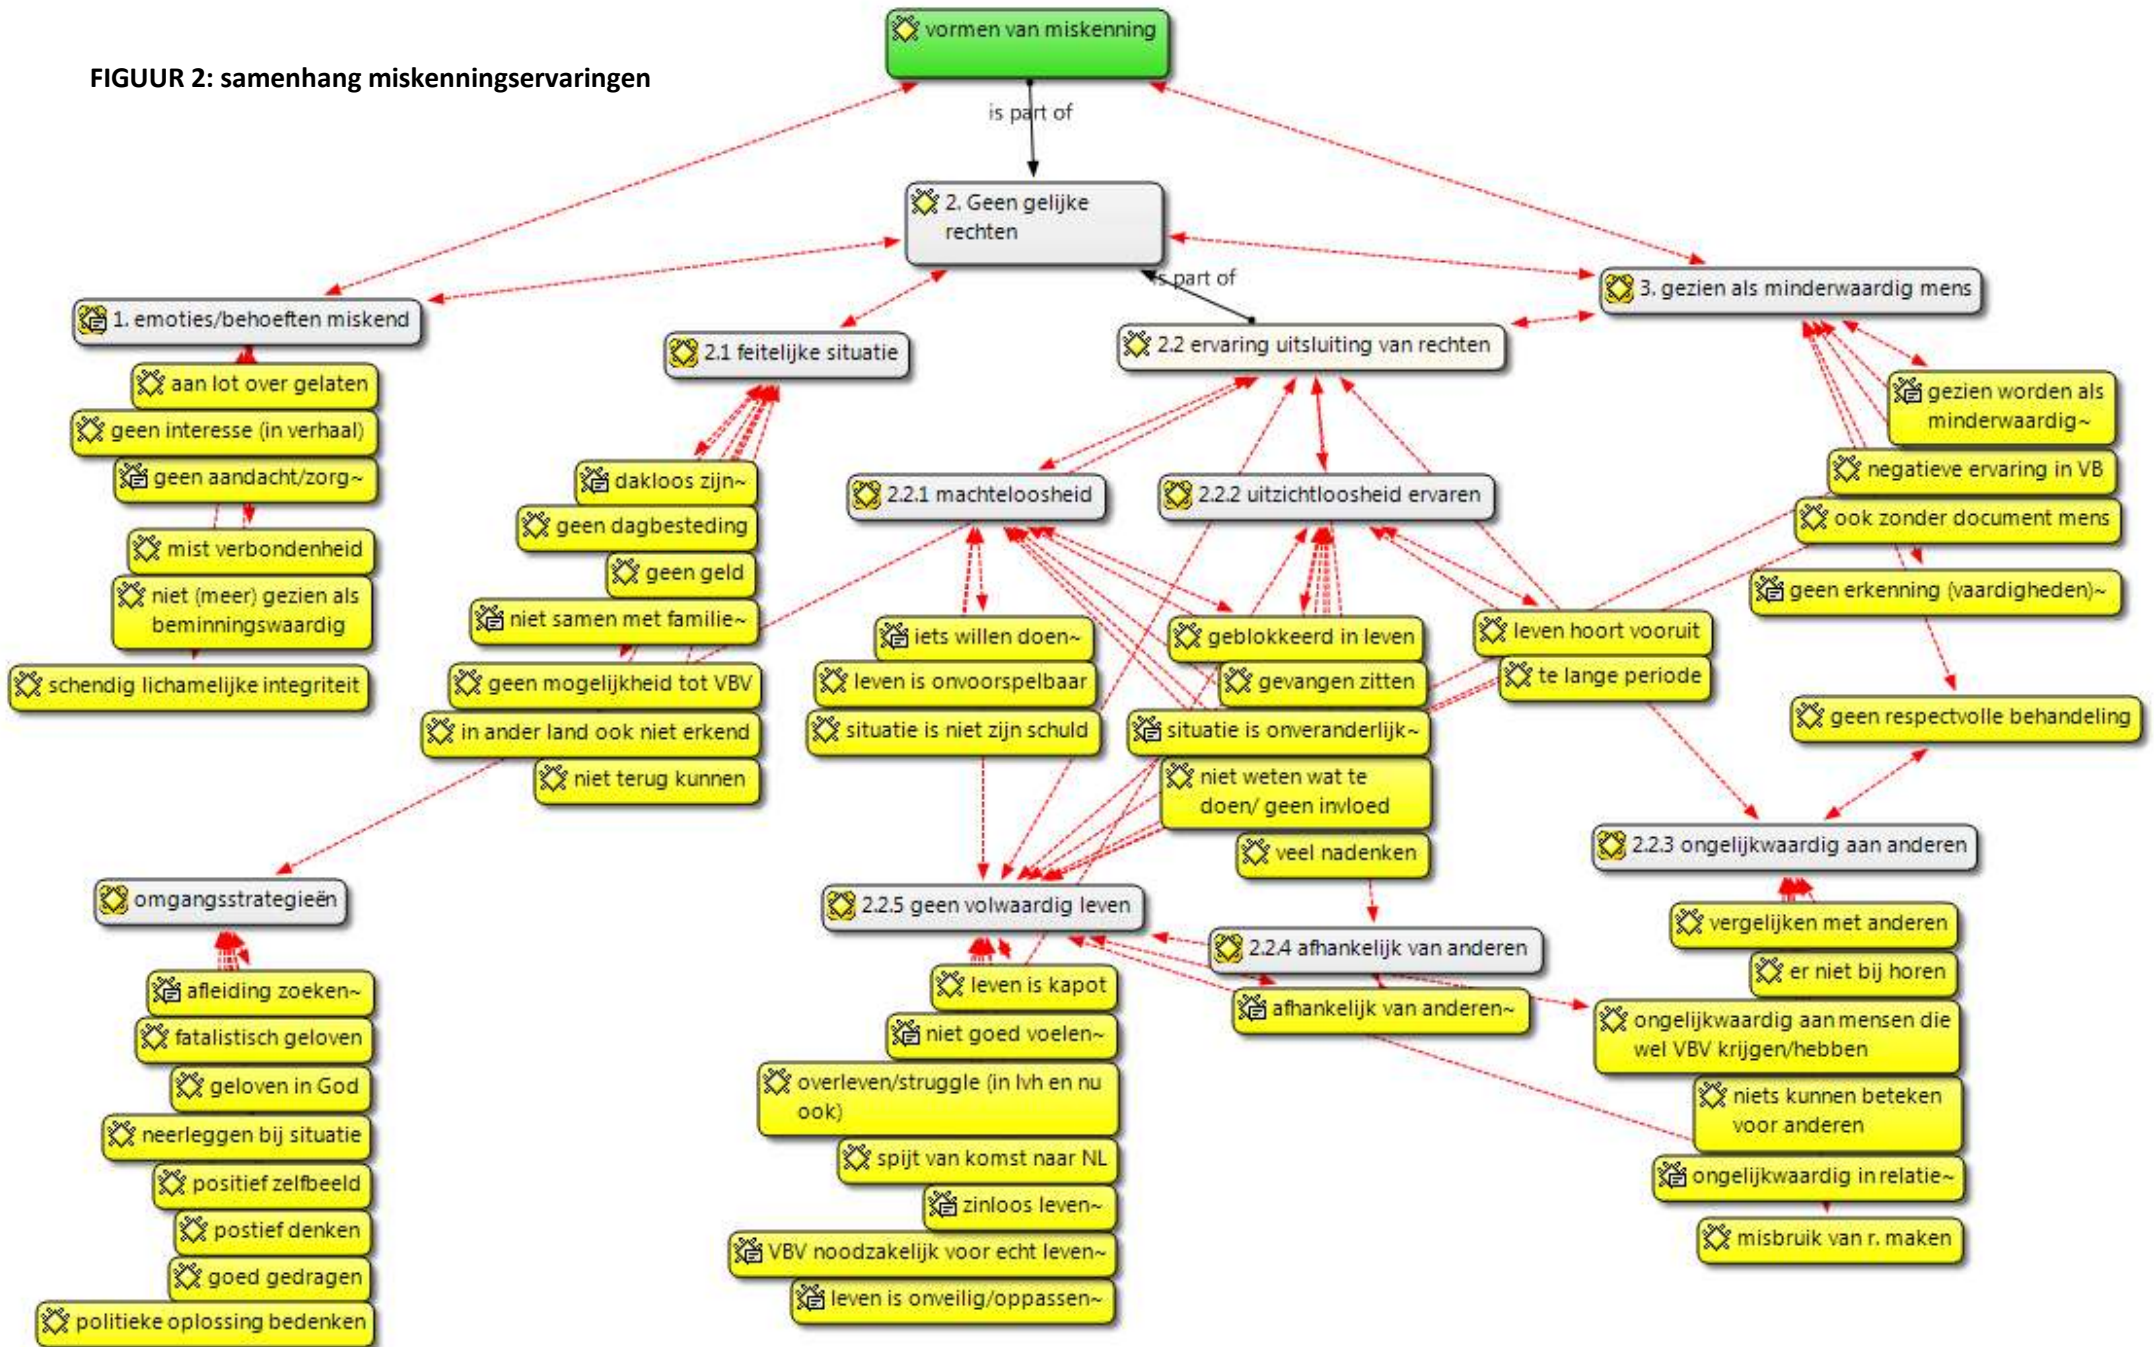 vormen van miskenning
FIGUUR 2: samenhang miskenningservaringen
is part of
2. Geen gelijke
rechten
is part of
1. emoties/behoeften miskend
aan lot over gelaten
geen interesse (in verhaal)
geen aandacht/zorg~
mist verbondenheid
niet (meer) gezien als
beminningswaardig
schendig lichamelijke integriteit
2.1 feitelijke situatie
dakloos zijn~
geen dagbesteding
geen geld
niet samen met familie~
geen mogelijkheid tot VBV
in ander land ook niet erkend
niet terug kunnen
2.2 ervaring uitsluiting van rechten
3. gezien als minderwaardig mens
gezien worden als
minderwaardig~
negatieve ervaring in VB
ook zonder document mens
geen erkenning (vaardigheden)~
geen respectvolle behandeling
2.2.1 machteloosheid
iets willen doen~
leven is onvoorspelbaar
situatie is niet zijn schuld
2.2.2 uitzichtloosheid ervaren
geblokkeerd in leven
gevangen zitten
situatie is onveranderlijk~
niet weten wat te
doen/ geen invloed
veel nadenken
leven hoort vooruit
te lange periode
omgangsstrategieën
afleiding zoeken~
fatalistisch geloven
geloven in God
neerleggen bij situatie
positief zelfbeeld
postief denken
goed gedragen
politieke oplossing bedenken
2.2.5 geen volwaardig leven
leven is kapot
niet goed voelen~
overleven/struggle (in lvh en nu
ook)
spijt van komst naar NL
zinloos leven~
VBV noodzakelijk voor echt leven~
leven is onveilig/oppassen~
2.2.4 afhankelijk van anderen
afhankelijk van anderen~
2.2.3 ongelijkwaardig aan anderen
vergelijken met anderen
er niet bij horen
ongelijkwaardig aan mensen die
wel VBV krijgen/hebben
niets kunnen beteken
voor anderen
ongelijkwaardig in relatie~
misbruik van r. maken